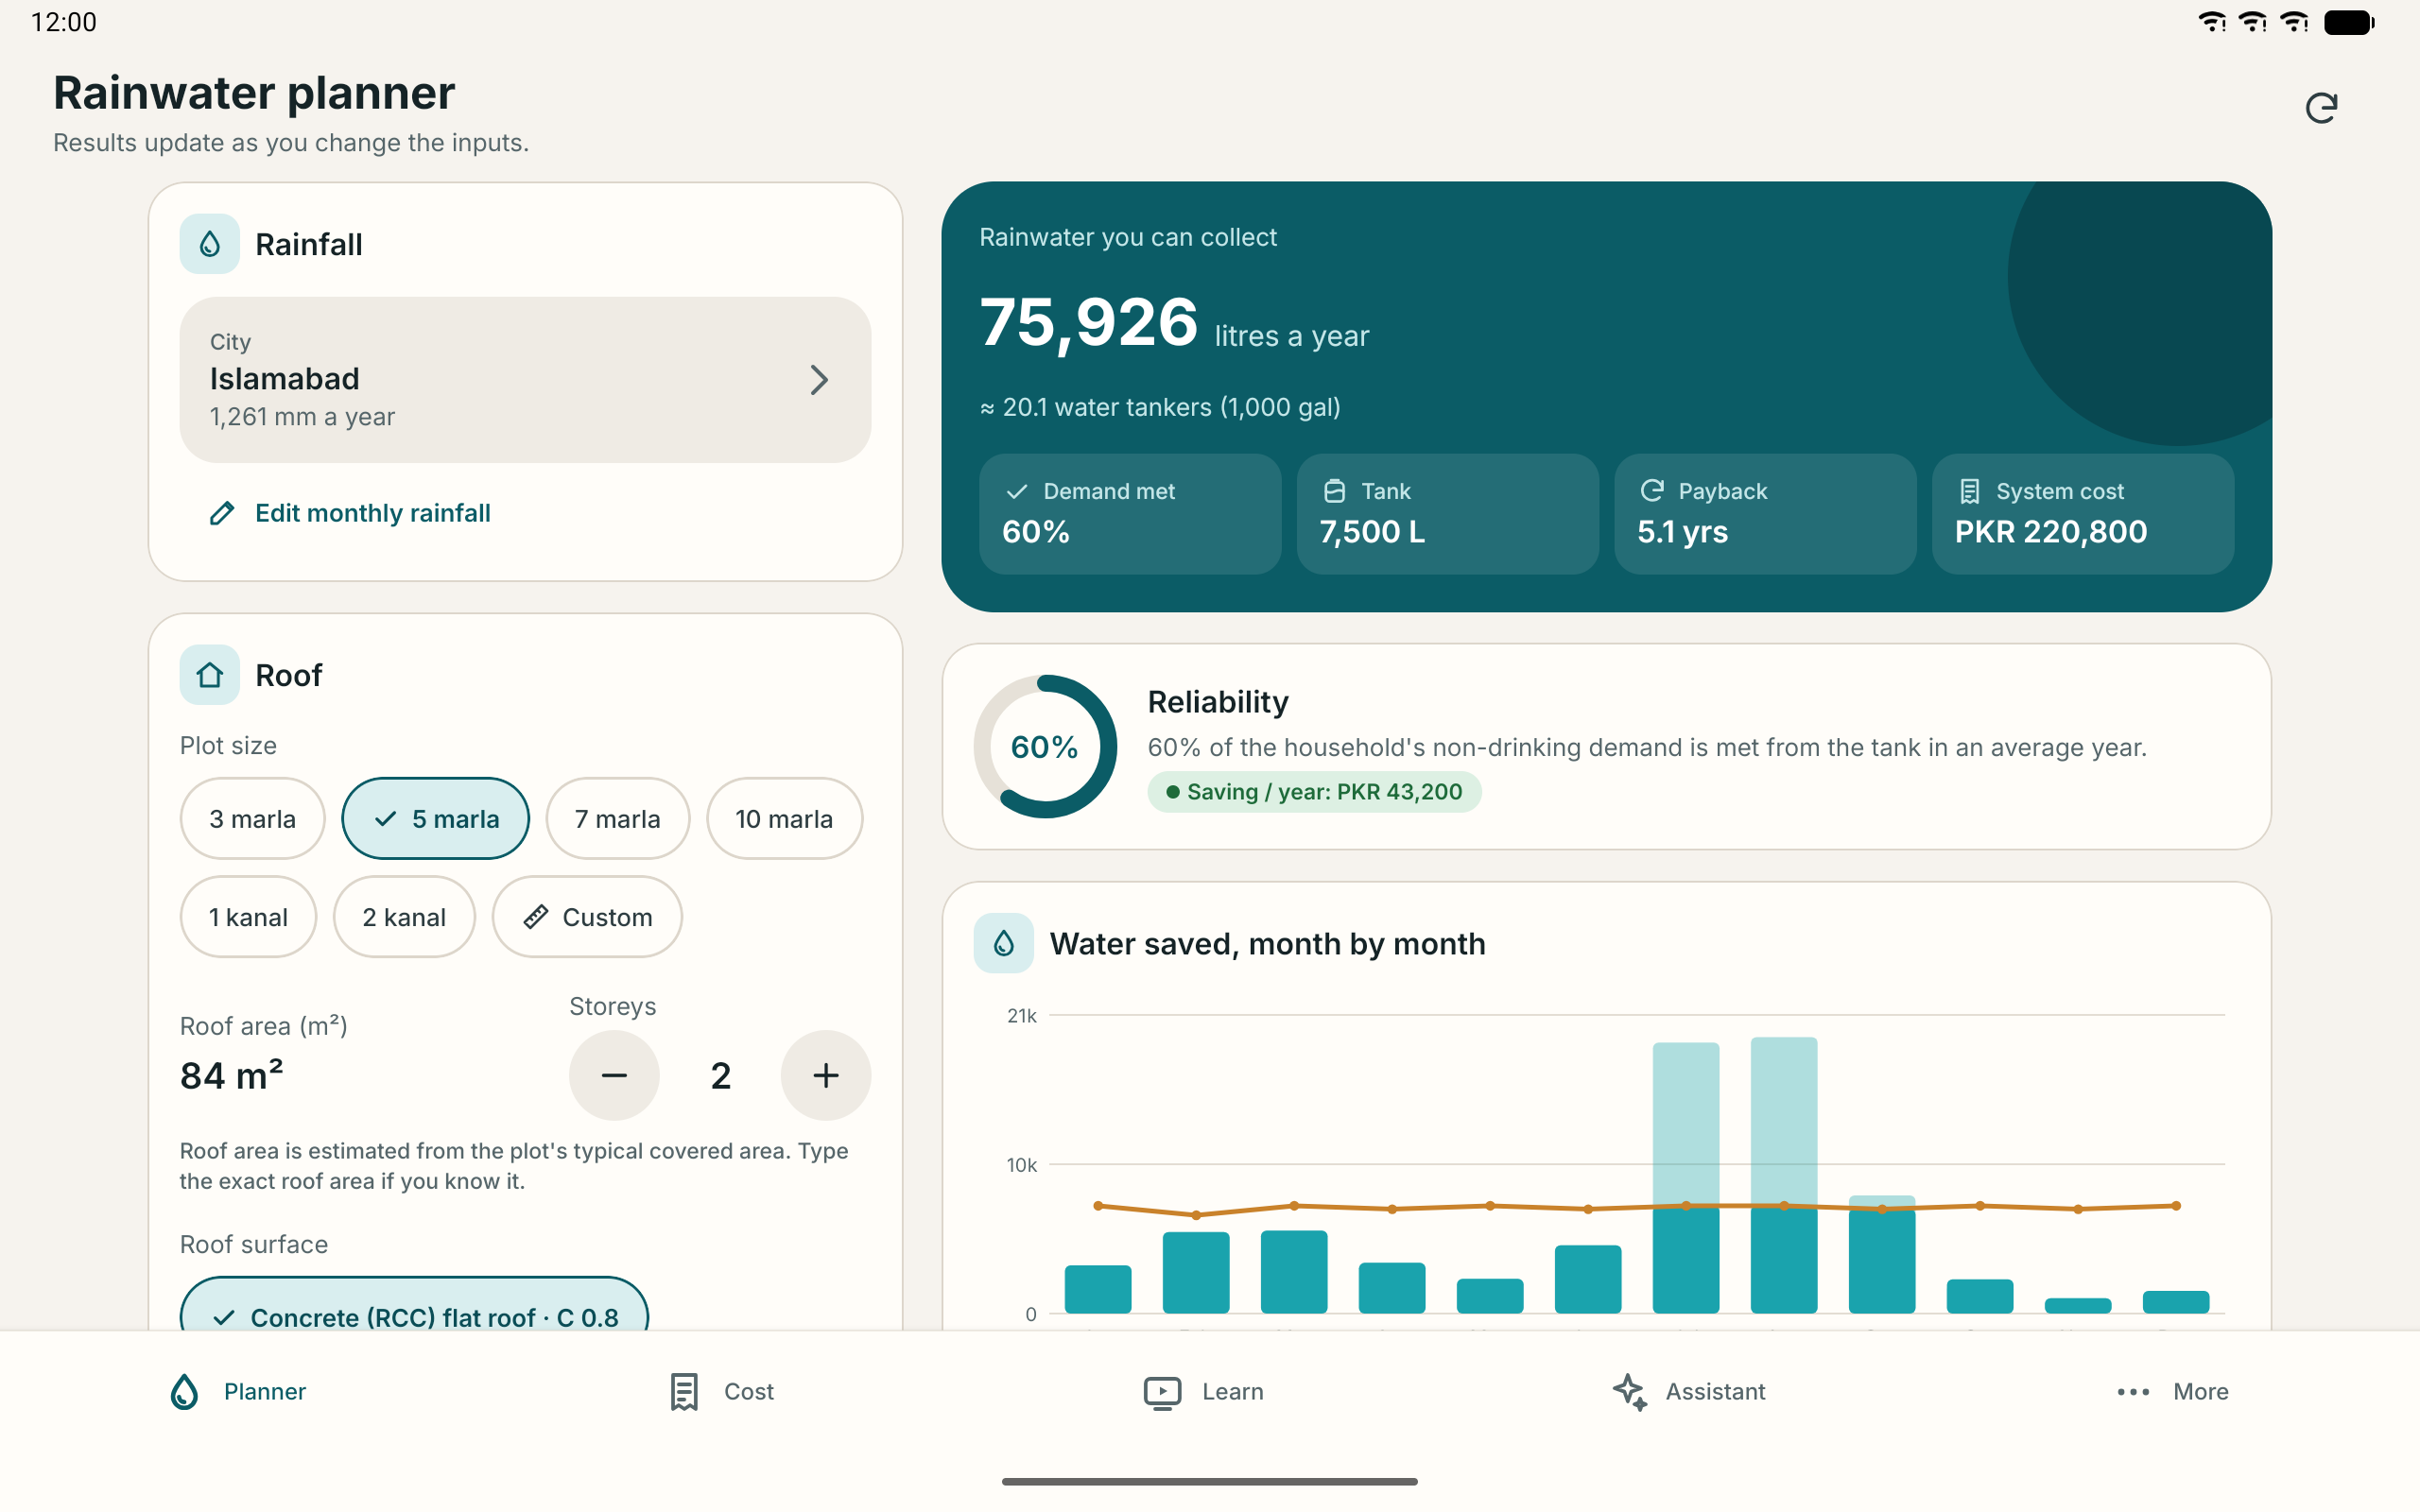 12:00
Rainwater planner
Results update as you change the inputs.
Rainfall
City
Islamabad
1,261 mm a year
Edit monthly rainfall
Roof
Plot size
3 marla
5 marla
7 marla
10 marla
1 kanal
2 kanal
Custom
Roof area (m²)
84 m²
Storeys
2
Roof area is estimated from the plot's typical covered area. Type
the exact roof area if you know it.
Roof surface
Concrete (RCC) flat roof · C 0.8
Rainwater you can collect
75,926 litres a year
≈ 20.1 water tankers (1,000 gal)
Demand met
60%
Tank
7,500 L
Payback
5.1 yrs
System cost
PKR 220,800
60%
Reliability
60% of the household's non-drinking demand is met from the tank in an average year.
Saving / year: PKR 43,200
Water saved, month by month
21k
10k
0
Planner
Cost
Learn
Assistant
More